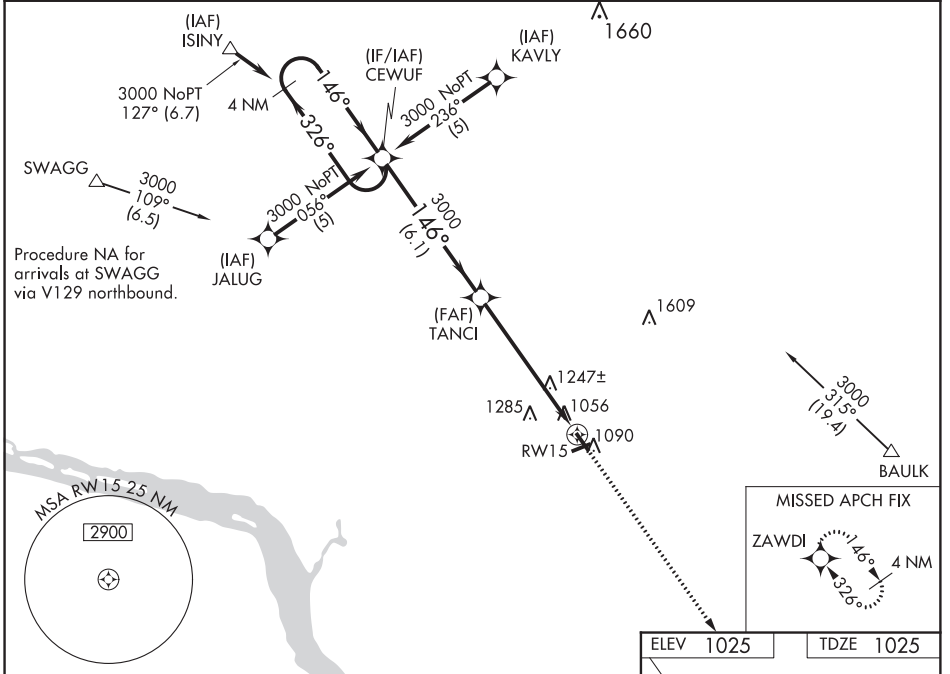 (IAF)
ISINY
3000 NoPT
127° (6.7)
4 NM
146°
326°
(IF/IAF)
CEWUF
(IAF)
KAVLY
3000 NoPT
236°
(5)
1660
SWAGG
3000
109°
(6.5)
3000 NoPT
056°
(5)
(IAF)
JALUG
Procedure NA for
arrivals at SWAGG
via V129 northbound.
3000
146°
(6.1)
(FAF)
TANCI
1609
1247±
1285
1056
RW15
1090
3000
315°
(19.4)
BAULK
MSA RW15 25 NM
2900
MISSED APCH FIX
ZAWDI
146°
326°
4 NM
ELEV 1025
TDZE 1025